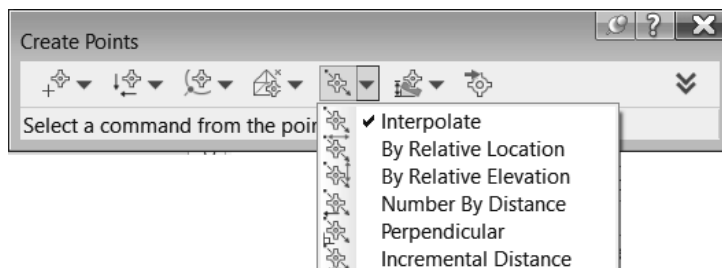 Create Points
Select a command from the poin
Interpolate
By Relative Location
By Relative Elevation
Number By Distance
Perpendicular
Incremental Distance